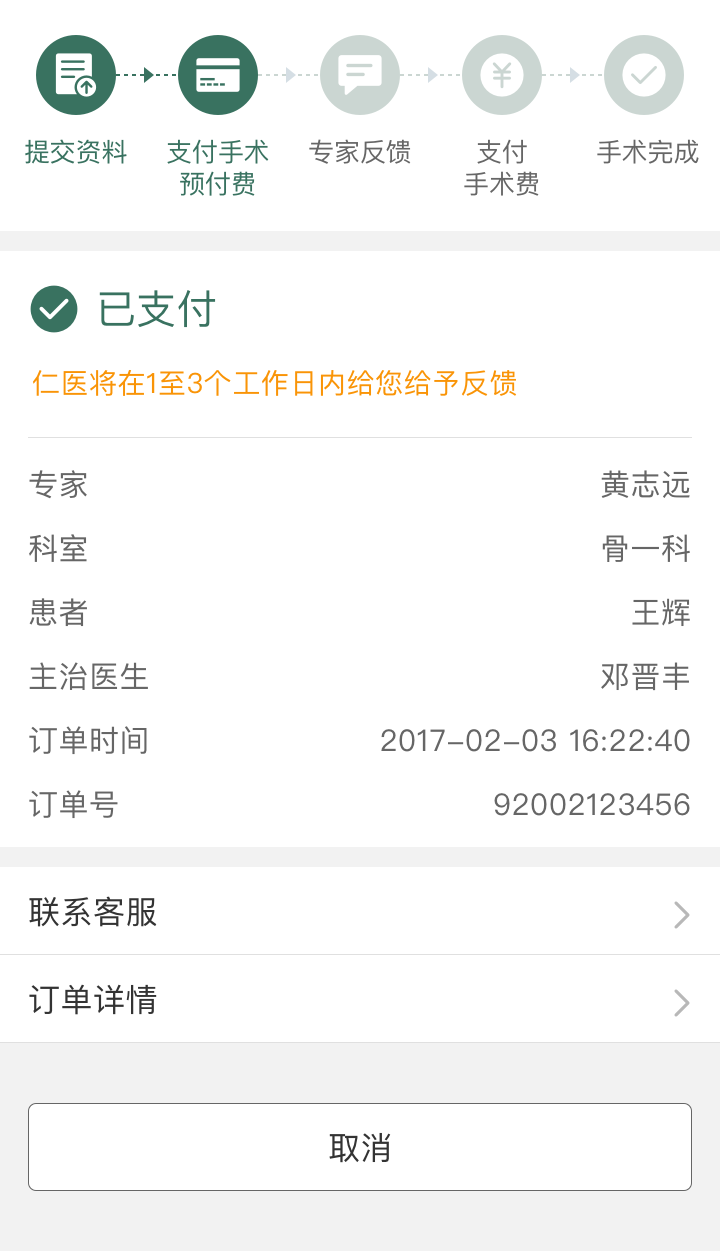 提交资料
支付手术
预付费
专家反馈
支付
手术费
手术完成
已支付
仁医将在1至3个工作日内给您给予反馈
专家 黄志远
科室 骨一科
患者 王辉
主治医生 邓晋丰
订单时间 2017-02-03 16:22:40
订单号 92002123456
联系客服
订单详情
取消